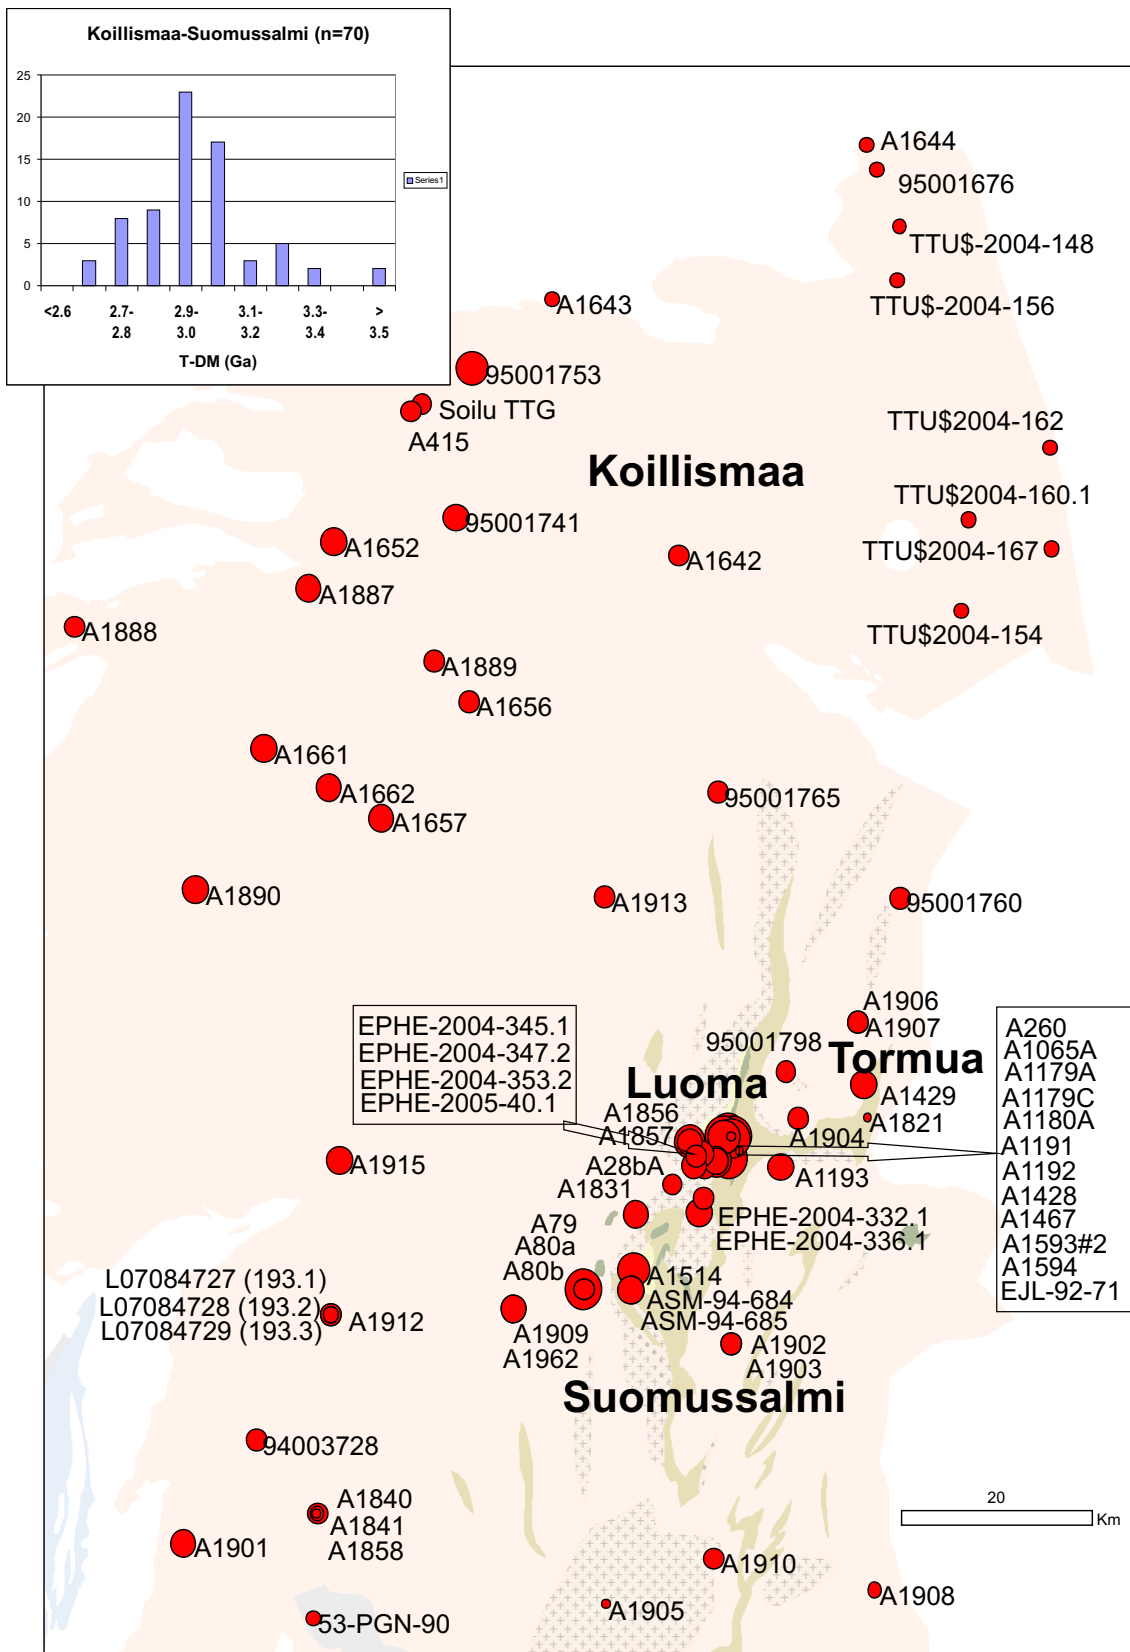 Koillismaa-Suomussalmi (n=70)
25
20
15
10
5
0
Series1
<2.6 2.7- 2.9- 3.1- 3.3- >
2.8 3.0 3.2 3.4 3.5
T-DM (Ga)
A1644
95001676
TTU$-2004-148
TTU$-2004-156
A1643
95001753
Soilu TTG
A415
TTU$2004-162
Koillismaa
TTU$2004-160.1
95001741
A1652
TTU$2004-167
A1642
A1887
A1888
TTU$2004-154
A1889
A1656
A1661
A1662
95001765
A1657
A1890
A1913
95001760
A1906
A1907
EPHE-2004-345.1
EPHE-2004-347.2
EPHE-2004-353.2
EPHE-2005-40.1
95001798
Tormua
Luoma
A260
A1065A
A1179A
A1179C
A1180A
A1191
A1192
A1428
A1467
A1593#2
A1594
EJL-92-71
A1429
A1821
A1856
A1857
A1904
A1915
A28bA
A1193
A1831
A79
A80a
A80b
EPHE-2004-332.1
EPHE-2004-336.1
L07084727 (193.1)
L07084728 (193.2)
L07084729 (193.3)
A1912
A1514
ASM-94-684
ASM-94-685
A1909
A1962
A1902
A1903
Suomussalmi
94003728
A1840
A1841
A1858
A1901
20
Km
A1910
A1908
A1905
53-PGN-90